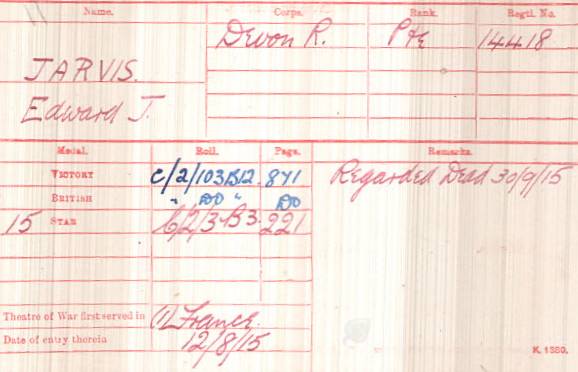 Name. Corps. Rank. Regtl. No.
Devon R. Pte 14418
JARVIS.
Edward J.
Medal. Roll. Page. Remarks.
VICTORY C/2/103B12. 871 Regarded Dead 30/9/15
BRITISH " DO " DO
15 STAR C/2/3-B3. 221
Theatre of War first served in (1) France.
Date of entry therein 12/8/15
K. 1380.